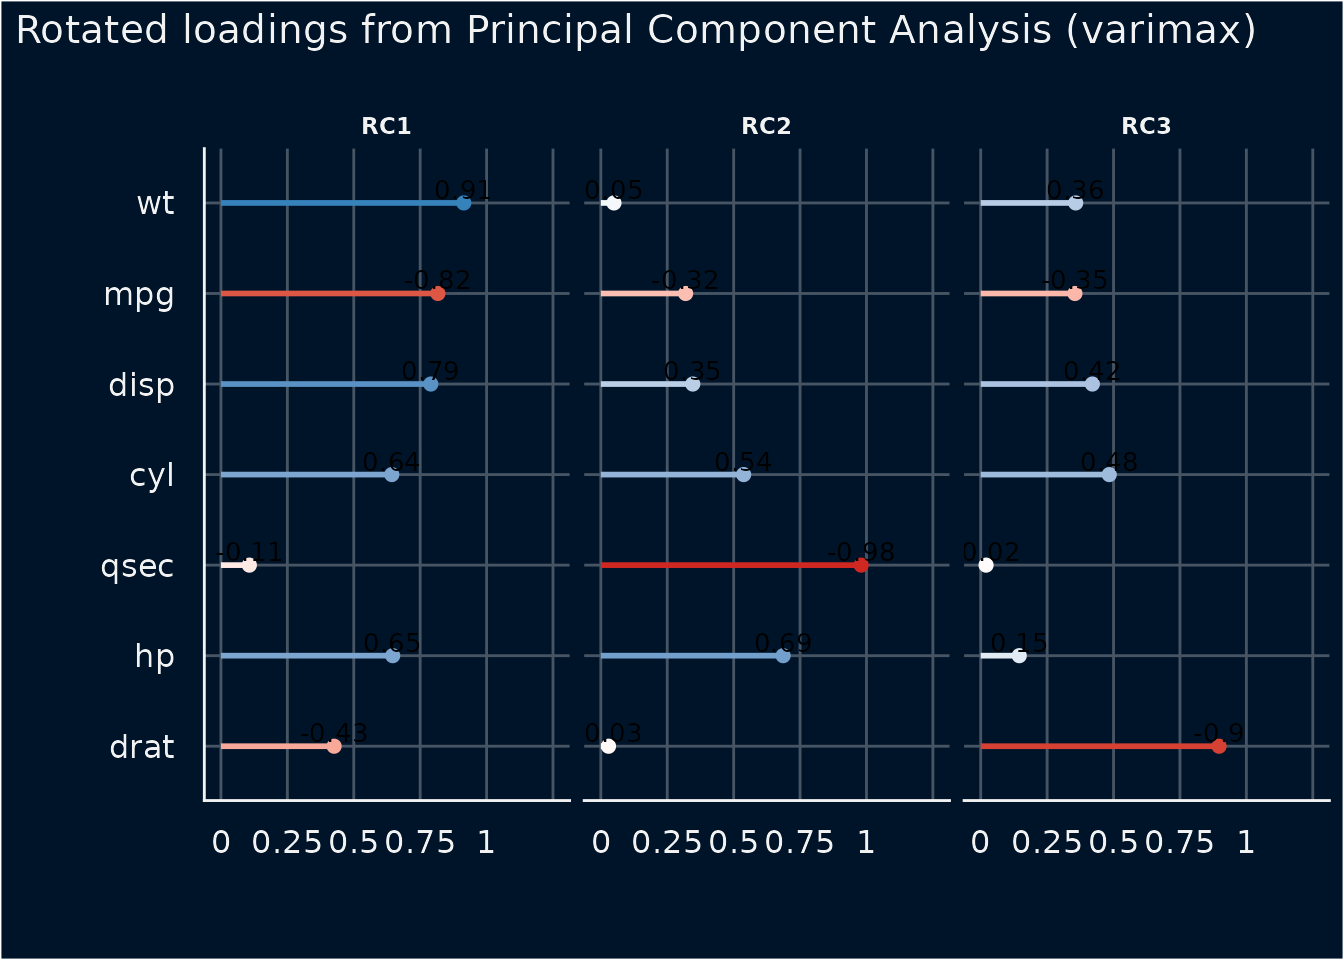 Rotated loadings from Principal Component Analysis (varimax)
RC1 RC2 RC3
wt 0.91 0.05 0.36
mpg -0.82 -0.32 -0.35
disp 0.79 0.35 0.42
cyl 0.64 0.54 0.48
qsec -0.11 -0.98 0.02
hp 0.65 0.69 0.15
drat -0.43 0.03 -0.9
0 0.25 0.5 0.75 1 0 0.25 0.5 0.75 1 0 0.25 0.5 0.75 1